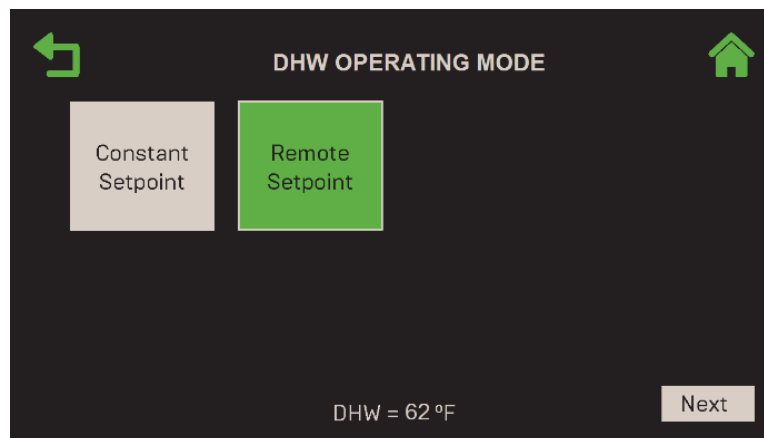 DHW OPERATING MODE
Constant
Setpoint
Remote
Setpoint
DHW = 62 ºF
Next